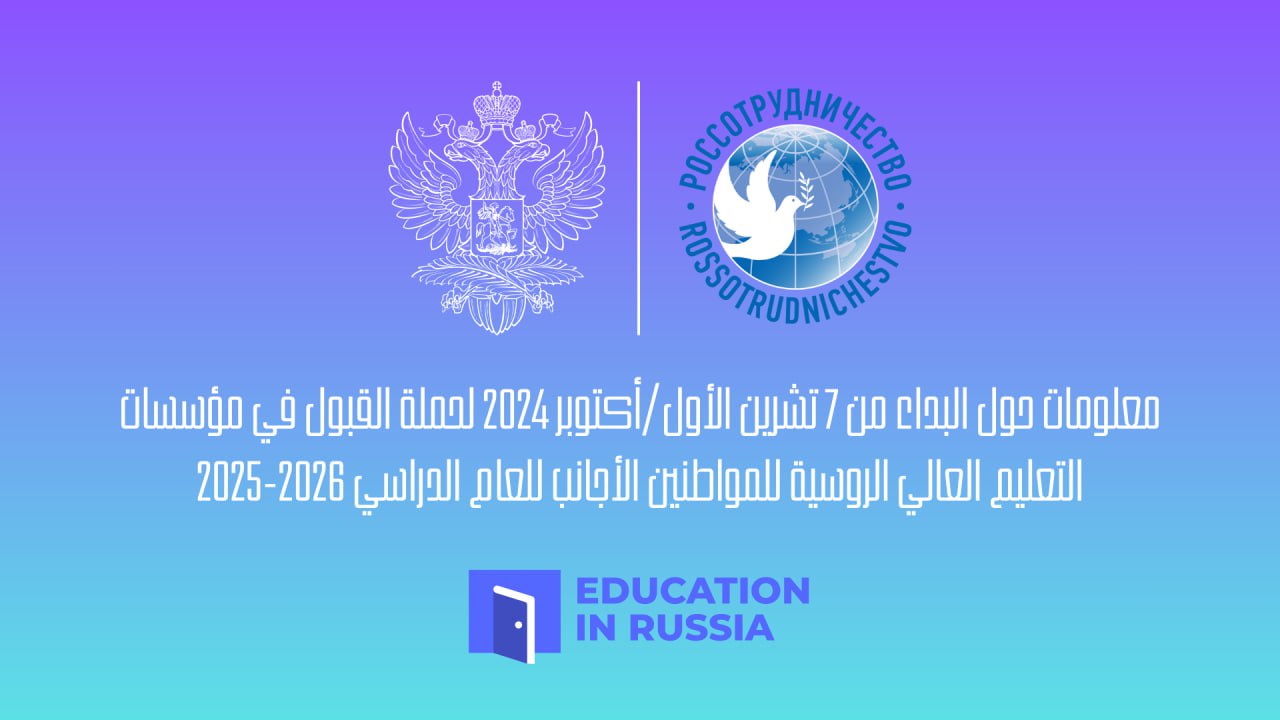 РОССОТРУДНИЧЕСТВО
ROSSOTRUDNICHESTVO
معلومات حول البداء من 7 تشرين الأول/أكتوبر 2024 لحملة القبول في مؤسسات
التعليم العالي الروسية للمواطنين الأجانب للعام الدراسي 2026-2025
EDUCATION
IN RUSSIA